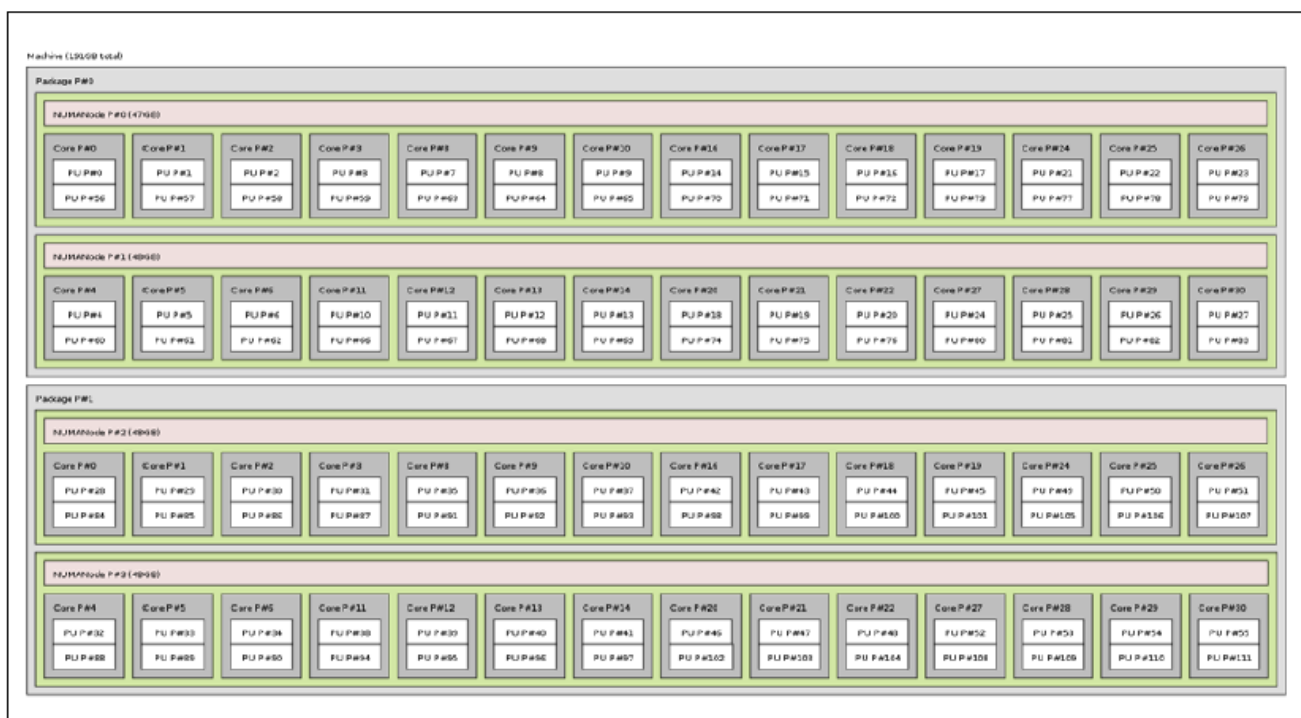 Machine (191GB total)
Package P#0
NUMANode P#0 (47GB)
Core P#0 Core P#1 Core P#2 Core P#3 Core P#8 Core P#9 Core P#10 Core P#16 Core P#17 Core P#18 Core P#19 Core P#24 Core P#25 Core P#26
PU P#0 PU P#1 PU P#2 PU P#3 PU P#7 PU P#8 PU P#9 PU P#14 PU P#15 PU P#16 PU P#17 PU P#21 PU P#22 PU P#23
PU P#56 PU P#57 PU P#58 PU P#59 PU P#63 PU P#64 PU P#65 PU P#70 PU P#71 PU P#72 PU P#73 PU P#77 PU P#78 PU P#79
NUMANode P#1 (48GB)
Core P#4 Core P#5 Core P#6 Core P#11 Core P#12 Core P#13 Core P#14 Core P#20 Core P#21 Core P#22 Core P#27 Core P#28 Core P#29 Core P#30
PU P#4 PU P#5 PU P#6 PU P#10 PU P#11 PU P#12 PU P#13 PU P#18 PU P#19 PU P#20 PU P#24 PU P#25 PU P#26 PU P#27
PU P#60 PU P#61 PU P#62 PU P#66 PU P#67 PU P#68 PU P#69 PU P#74 PU P#75 PU P#76 PU P#80 PU P#81 PU P#82 PU P#83
Package P#1
NUMANode P#2 (48GB)
Core P#0 Core P#1 Core P#2 Core P#3 Core P#8 Core P#9 Core P#10 Core P#16 Core P#17 Core P#18 Core P#19 Core P#24 Core P#25 Core P#26
PU P#28 PU P#29 PU P#30 PU P#31 PU P#35 PU P#36 PU P#37 PU P#42 PU P#43 PU P#44 PU P#45 PU P#49 PU P#50 PU P#51
PU P#84 PU P#85 PU P#86 PU P#87 PU P#91 PU P#92 PU P#93 PU P#98 PU P#99 PU P#100 PU P#101 PU P#105 PU P#106 PU P#107
NUMANode P#3 (48GB)
Core P#4 Core P#5 Core P#6 Core P#11 Core P#12 Core P#13 Core P#14 Core P#20 Core P#21 Core P#22 Core P#27 Core P#28 Core P#29 Core P#30
PU P#32 PU P#33 PU P#34 PU P#38 PU P#39 PU P#40 PU P#41 PU P#46 PU P#47 PU P#48 PU P#52 PU P#53 PU P#54 PU P#55
PU P#88 PU P#89 PU P#90 PU P#94 PU P#95 PU P#96 PU P#97 PU P#102 PU P#103 PU P#104 PU P#108 PU P#109 PU P#110 PU P#111